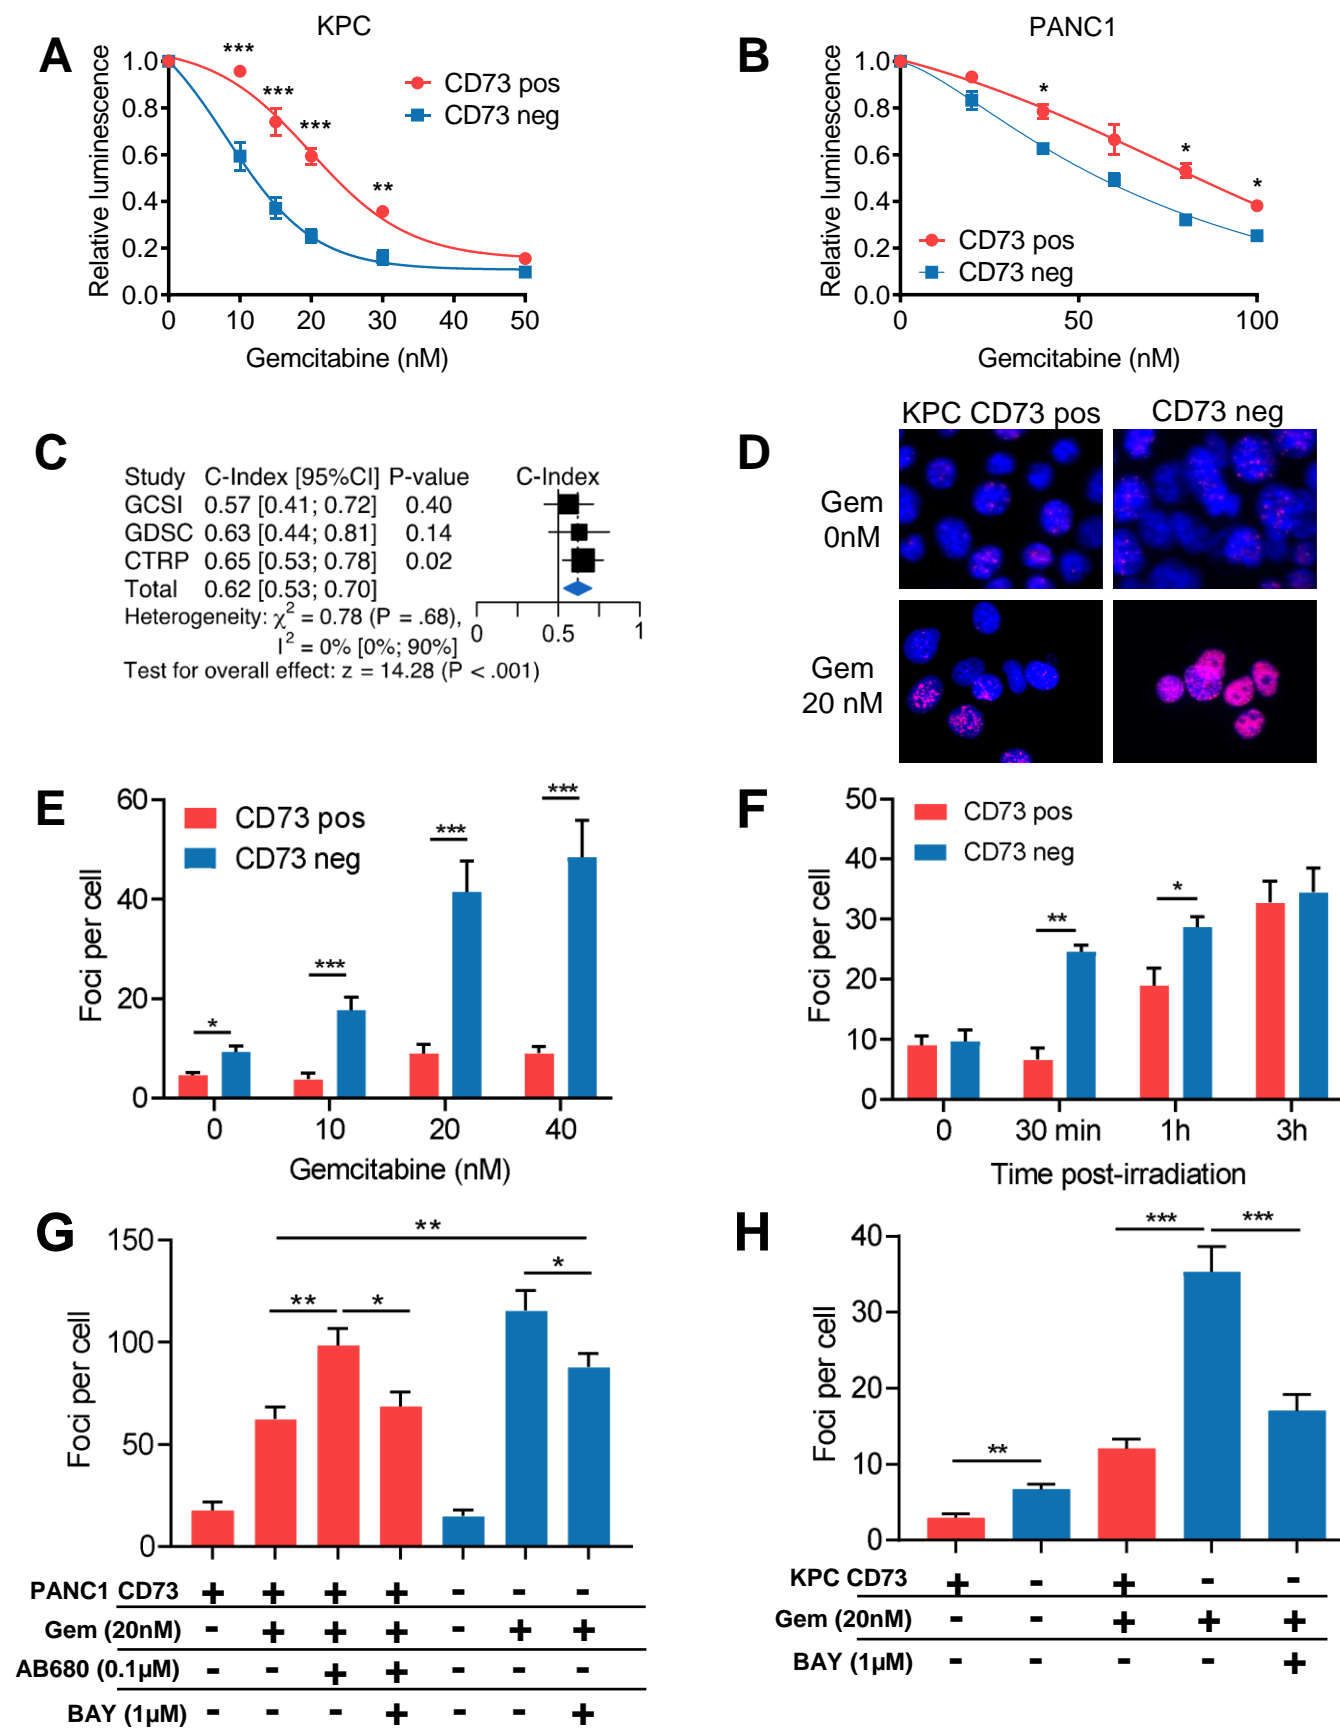 A
KPC
Relative luminescence
1.0
0.8
0.6
0.4
0.2
0.0
***
***
***
**
CD73 pos
CD73 neg
0 10 20 30 40 50
Gemcitabine (nM)
B
PANC1
Relative luminescence
1.0
0.8
0.6
0.4
0.2
0.0
*
*
*
CD73 pos
CD73 neg
0 50 100
Gemcitabine (nM)
C
Study C-Index [95%CI] P-value C-Index
GCSI 0.57 [0.41; 0.72] 0.40
GDSC 0.63 [0.44; 0.81] 0.14
CTRP 0.65 [0.53; 0.78] 0.02
Total 0.62 [0.53; 0.70]
Heterogeneity: χ² = 0.78 (P = .68),
I² = 0% [0%; 90%]
Test for overall effect: z = 14.28 (P < .001)
0 0.5 1
D
KPC CD73 pos CD73 neg
Gem
0nM
Gem
20 nM
E
Foci per cell
60
40
20
0
CD73 pos
CD73 neg
*
***
***
***
0 10 20 40
Gemcitabine (nM)
F
Foci per cell
50
40
30
20
10
0
CD73 pos
CD73 neg
**
*
0 30 min 1h 3h
Time post-irradiation
G
Foci per cell
150
100
50
0
**
*
** *
PANC1 CD73 + + + + - - -
Gem (20nM) - + + + - + +
AB680 (0.1µM) - - + + - - -
BAY (1µM) - - - + - - +
H
Foci per cell
40
30
20
10
0
*** ***
**
KPC CD73 + - + - -
Gem (20nM) - - + + +
BAY (1µM) - - - - +